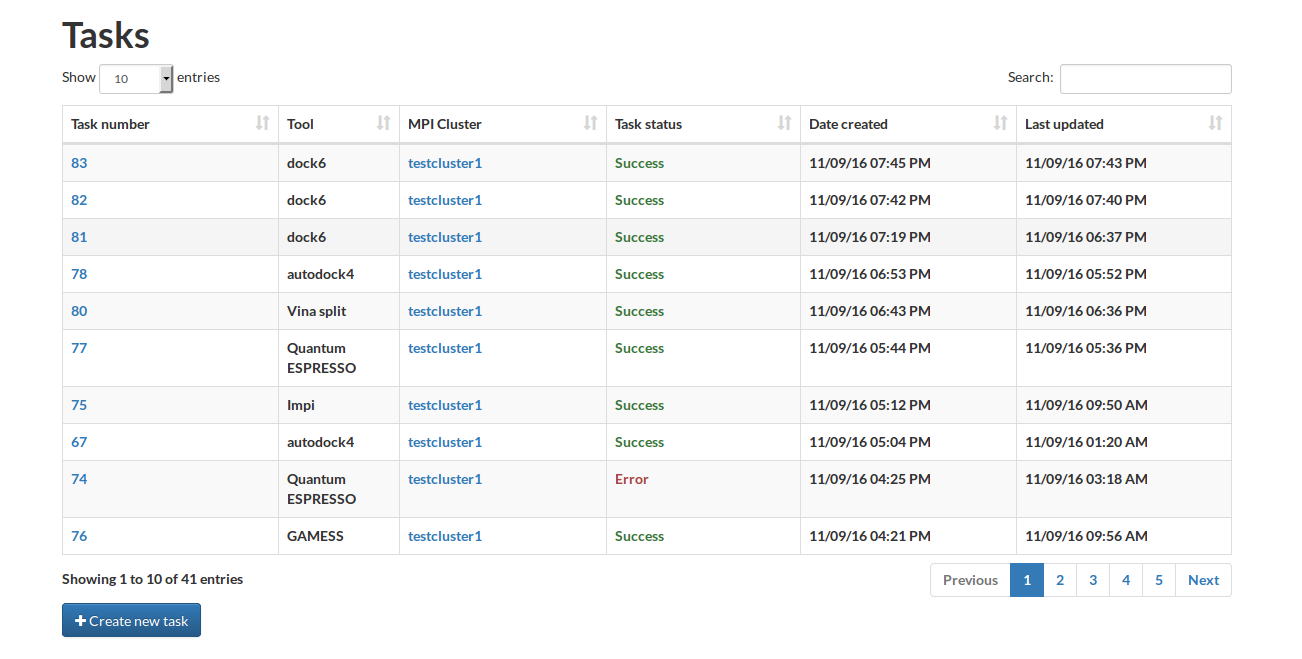 Tasks
Show 10 entries Search:
Task number Tool MPI Cluster Task status Date created Last updated
83 dock6 testcluster1 Success 11/09/16 07:45 PM 11/09/16 07:43 PM
82 dock6 testcluster1 Success 11/09/16 07:42 PM 11/09/16 07:40 PM
81 dock6 testcluster1 Success 11/09/16 07:19 PM 11/09/16 06:37 PM
78 autodock4 testcluster1 Success 11/09/16 06:53 PM 11/09/16 05:52 PM
80 Vina split testcluster1 Success 11/09/16 06:43 PM 11/09/16 06:36 PM
77 Quantum testcluster1 Success 11/09/16 05:44 PM 11/09/16 05:36 PM
ESPRESSO
75 Impi testcluster1 Success 11/09/16 05:12 PM 11/09/16 09:50 AM
67 autodock4 testcluster1 Success 11/09/16 05:04 PM 11/09/16 01:20 AM
74 Quantum testcluster1 Error 11/09/16 04:25 PM 11/09/16 03:18 AM
ESPRESSO
76 GAMESS testcluster1 Success 11/09/16 04:21 PM 11/09/16 09:56 AM
Showing 1 to 10 of 41 entries Previous 1 2 3 4 5 Next
+ Create new task